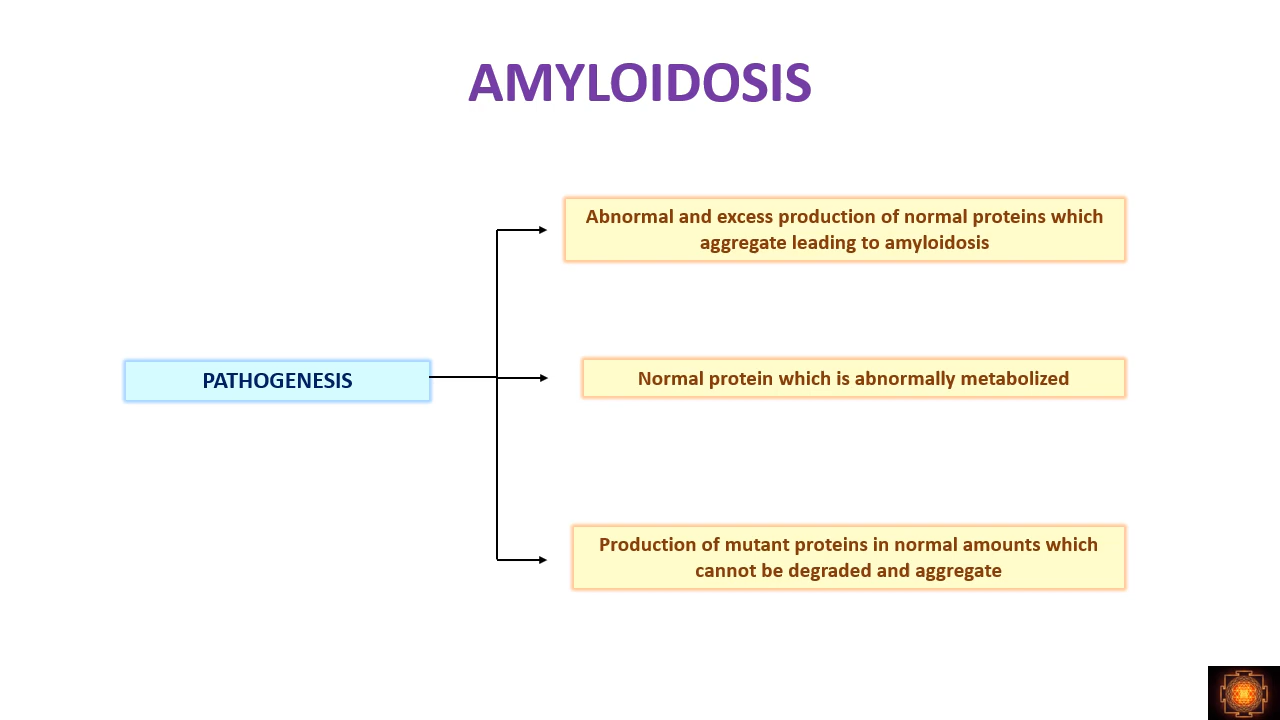 AMYLOIDOSIS
Abnormal and excess production of normal proteins which
aggregate leading to amyloidosis
PATHOGENESIS
Normal protein which is abnormally metabolized
Production of mutant proteins in normal amounts which
cannot be degraded and aggregate